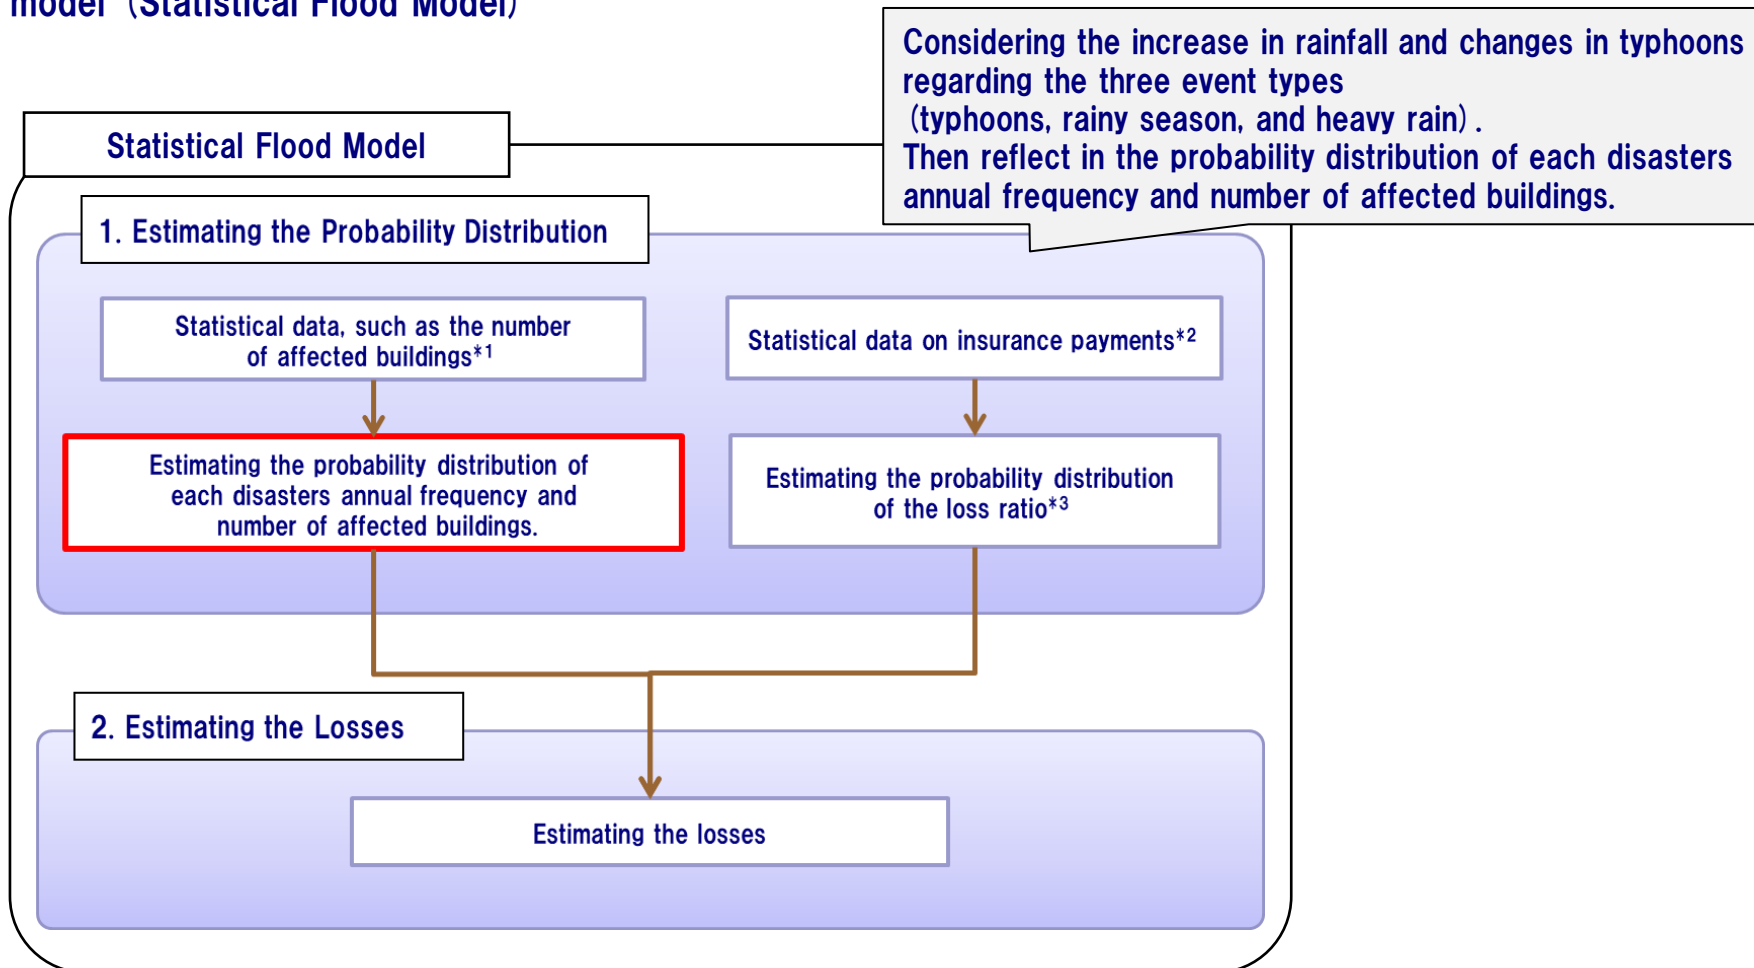 model (Statistical Flood Model)
Considering the increase in rainfall and changes in typhoons
regarding the three event types
(typhoons, rainy season, and heavy rain).
Then reflect in the probability distribution of each disasters
annual frequency and number of affected buildings.
Statistical Flood Model
1. Estimating the Probability Distribution
Statistical data, such as the number
of affected buildings*1
Statistical data on insurance payments*2
Estimating the probability distribution of
each disasters annual frequency and
number of affected buildings.
Estimating the probability distribution
of the loss ratio*3
2. Estimating the Losses
Estimating the losses